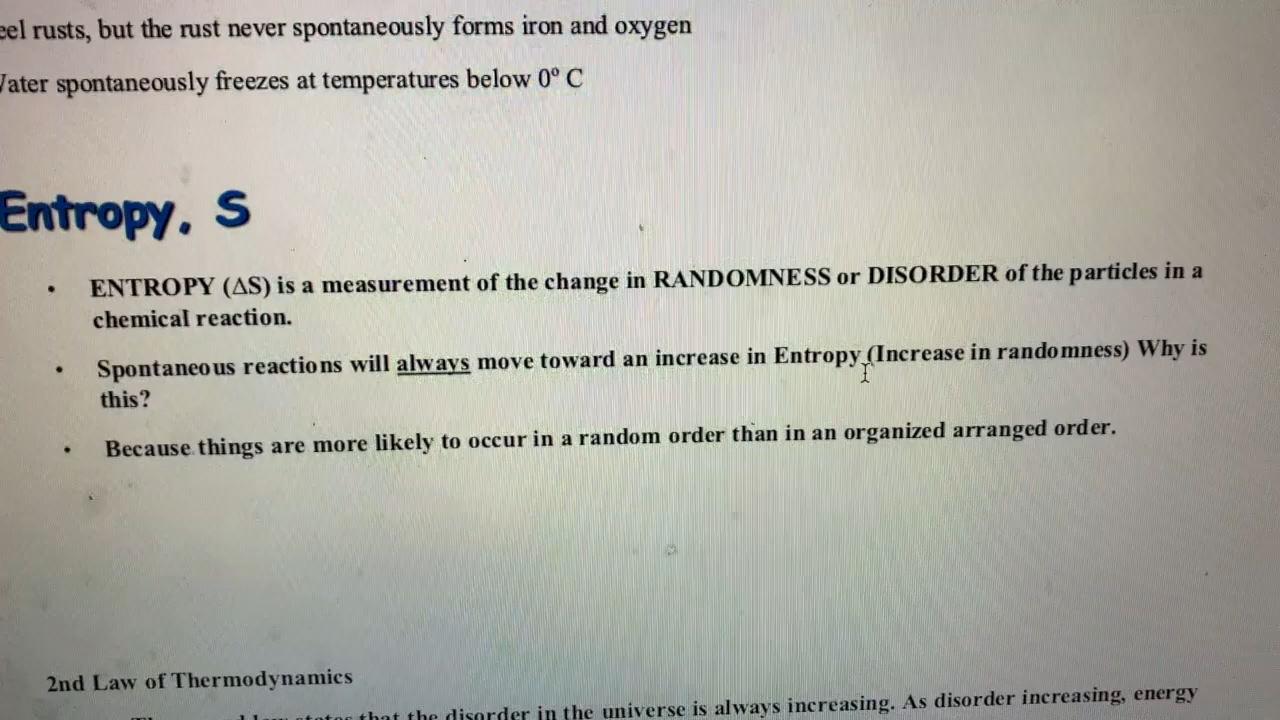 rusts, but the rust never spontaneously forms iron and oxygen
spontaneously freezes at temperatures below 0º C
Entropy, S
• ENTROPY (ΔS) is a measurement of the change in RANDOMNESS or DISORDER of the particles in a
chemical reaction.
• Spontaneous reactions will always move toward an increase in Entropy (Increase in randomness) Why is
this?
• Because things are more likely to occur in a random order than in an organized arranged order.
2nd Law of Thermodynamics
that the disorder in the universe is always increasing. As disorder increasing, energy